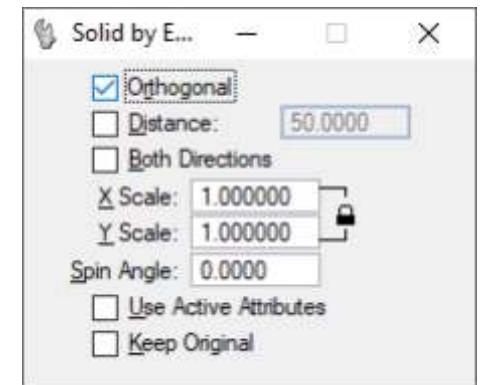 Solid by E...
Orthogonal
Distance: 50.0000
Both Directions
X Scale: 1.000000
Y Scale: 1.000000
Spin Angle: 0.0000
Use Active Attributes
Keep Original